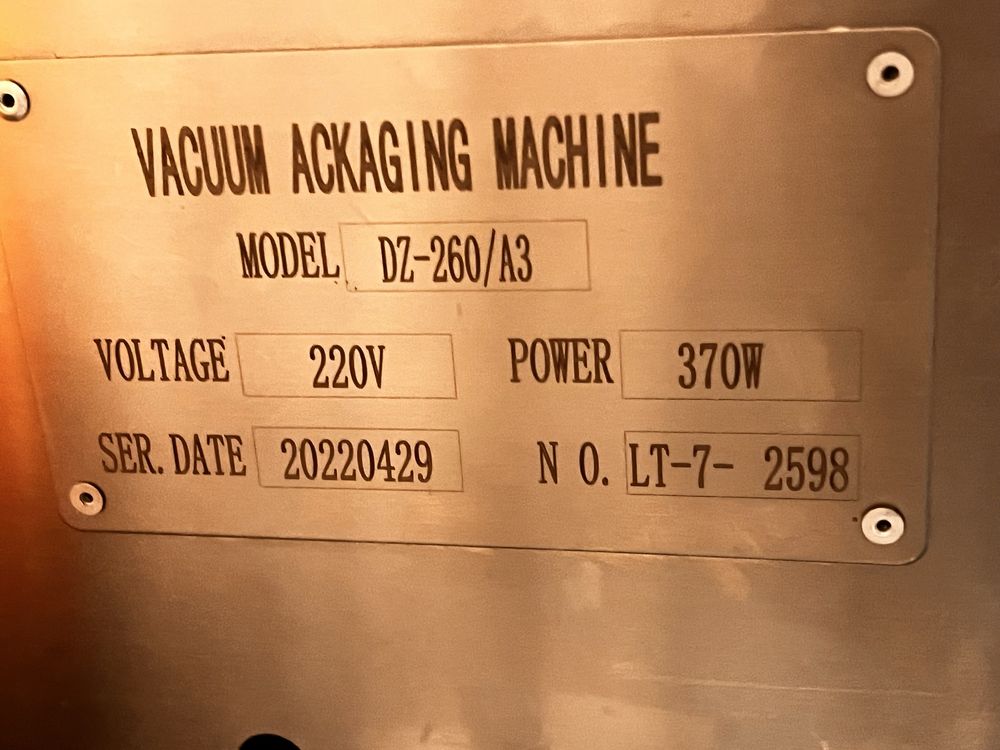 VACUUM ACKAGING MACHINE
MODEL DZ-260/A3
VOLTAGE 220V POWER 370W
SER. DATE 20220429 N O. LT-7- 2598